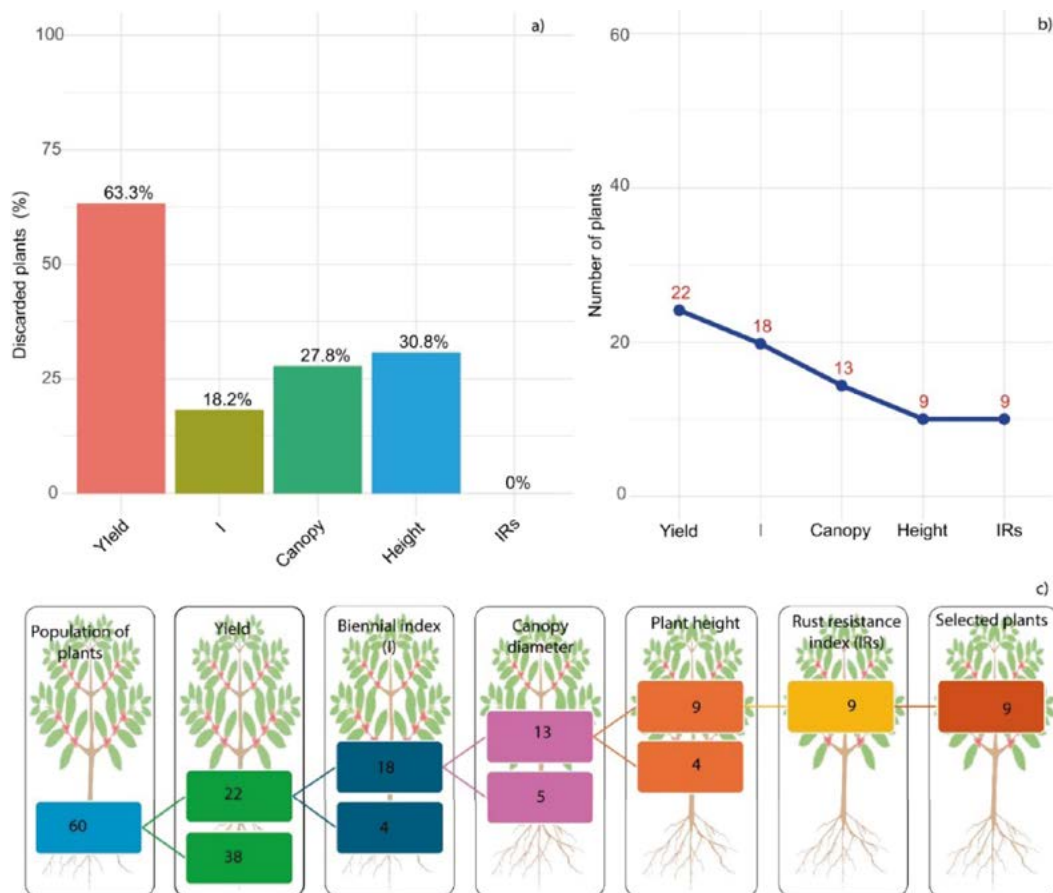 a)
Discarded plants (%)
100
75
50
25
0
63.3%
18.2%
27.8%
30.8%
0%
YIeld
I
Canopy
Height
IRs
b)
Number of plants
60
40
20
0
22
18
13
9
9
Yield
I
Canopy
Height
IRs
c)
Population of
plants
60
Yield
22
38
Biennial index
(I)
18
4
Canopy
diameter
13
5
Plant height
9
4
Rust resistance
index (IRs)
9
Selected plants
9